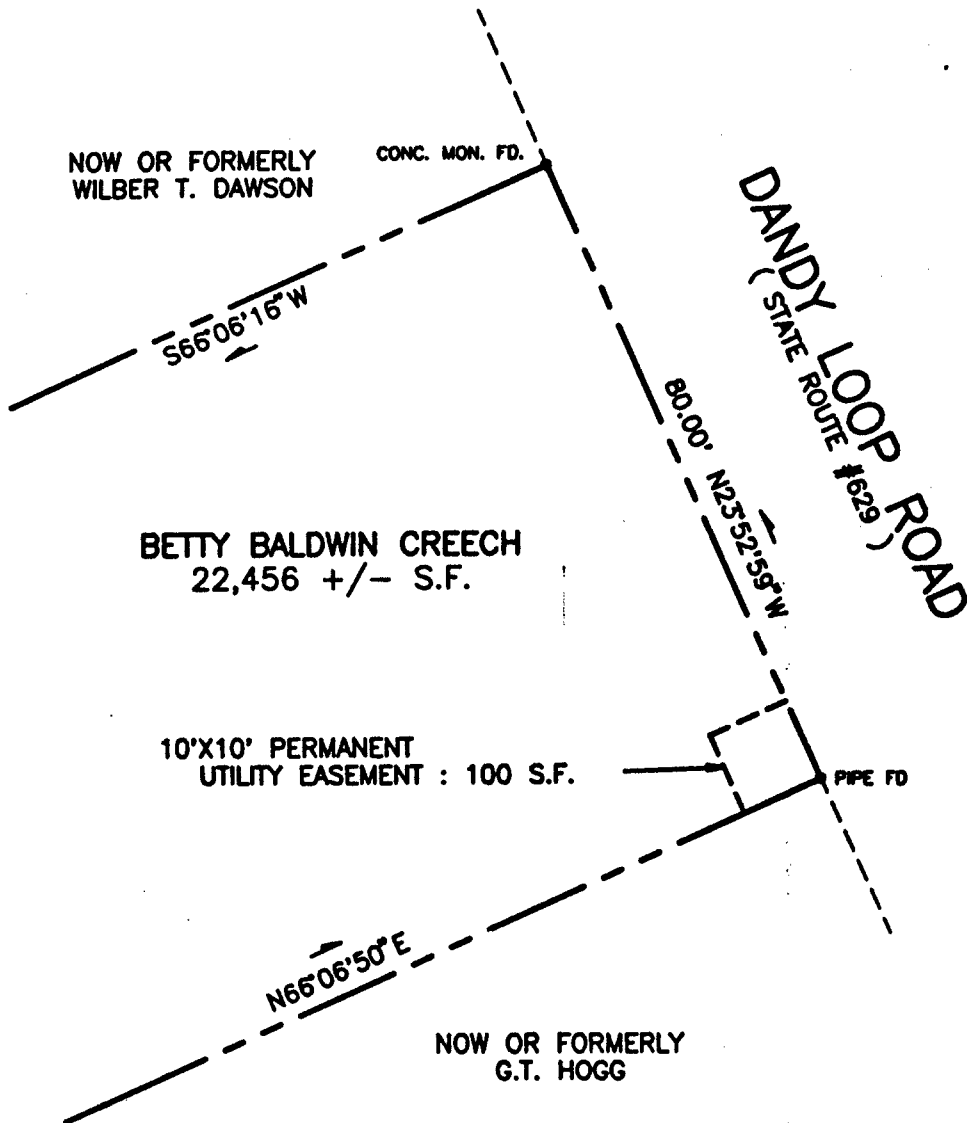 NOW OR FORMERLY
WILBER T. DAWSON
CONC. MON. FD.
DANDY LOOP ROAD
( STATE ROUTE #629 )
S66°06'16"W
80.00' N23°52'59"W
BETTY BALDWIN CREECH
22,456 +/- S.F.
10'X10' PERMANENT
UTILITY EASEMENT : 100 S.F.
PIPE FD
N66°06'50"E
NOW OR FORMERLY
G.T. HOGG